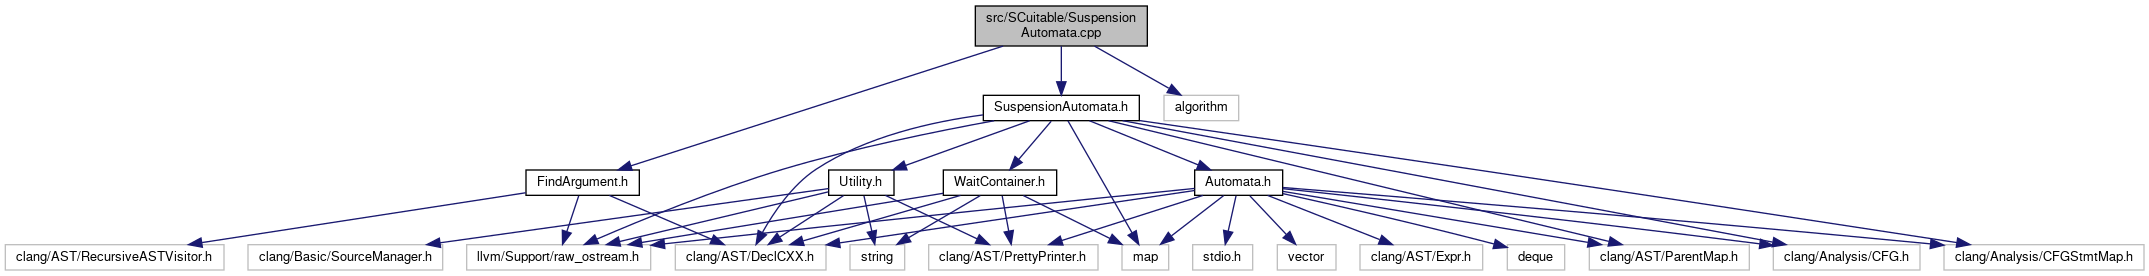 src/SCuitable/Suspension
Automata.cpp
SuspensionAutomata.h
algorithm
FindArgument.h
Utility.h
WaitContainer.h
Automata.h
clang/AST/RecursiveASTVisitor.h
clang/Basic/SourceManager.h
llvm/Support/raw_ostream.h
clang/AST/DeclCXX.h
string
clang/AST/PrettyPrinter.h
map
stdio.h
vector
clang/AST/Expr.h
deque
clang/AST/ParentMap.h
clang/Analysis/CFG.h
clang/Analysis/CFGStmtMap.h